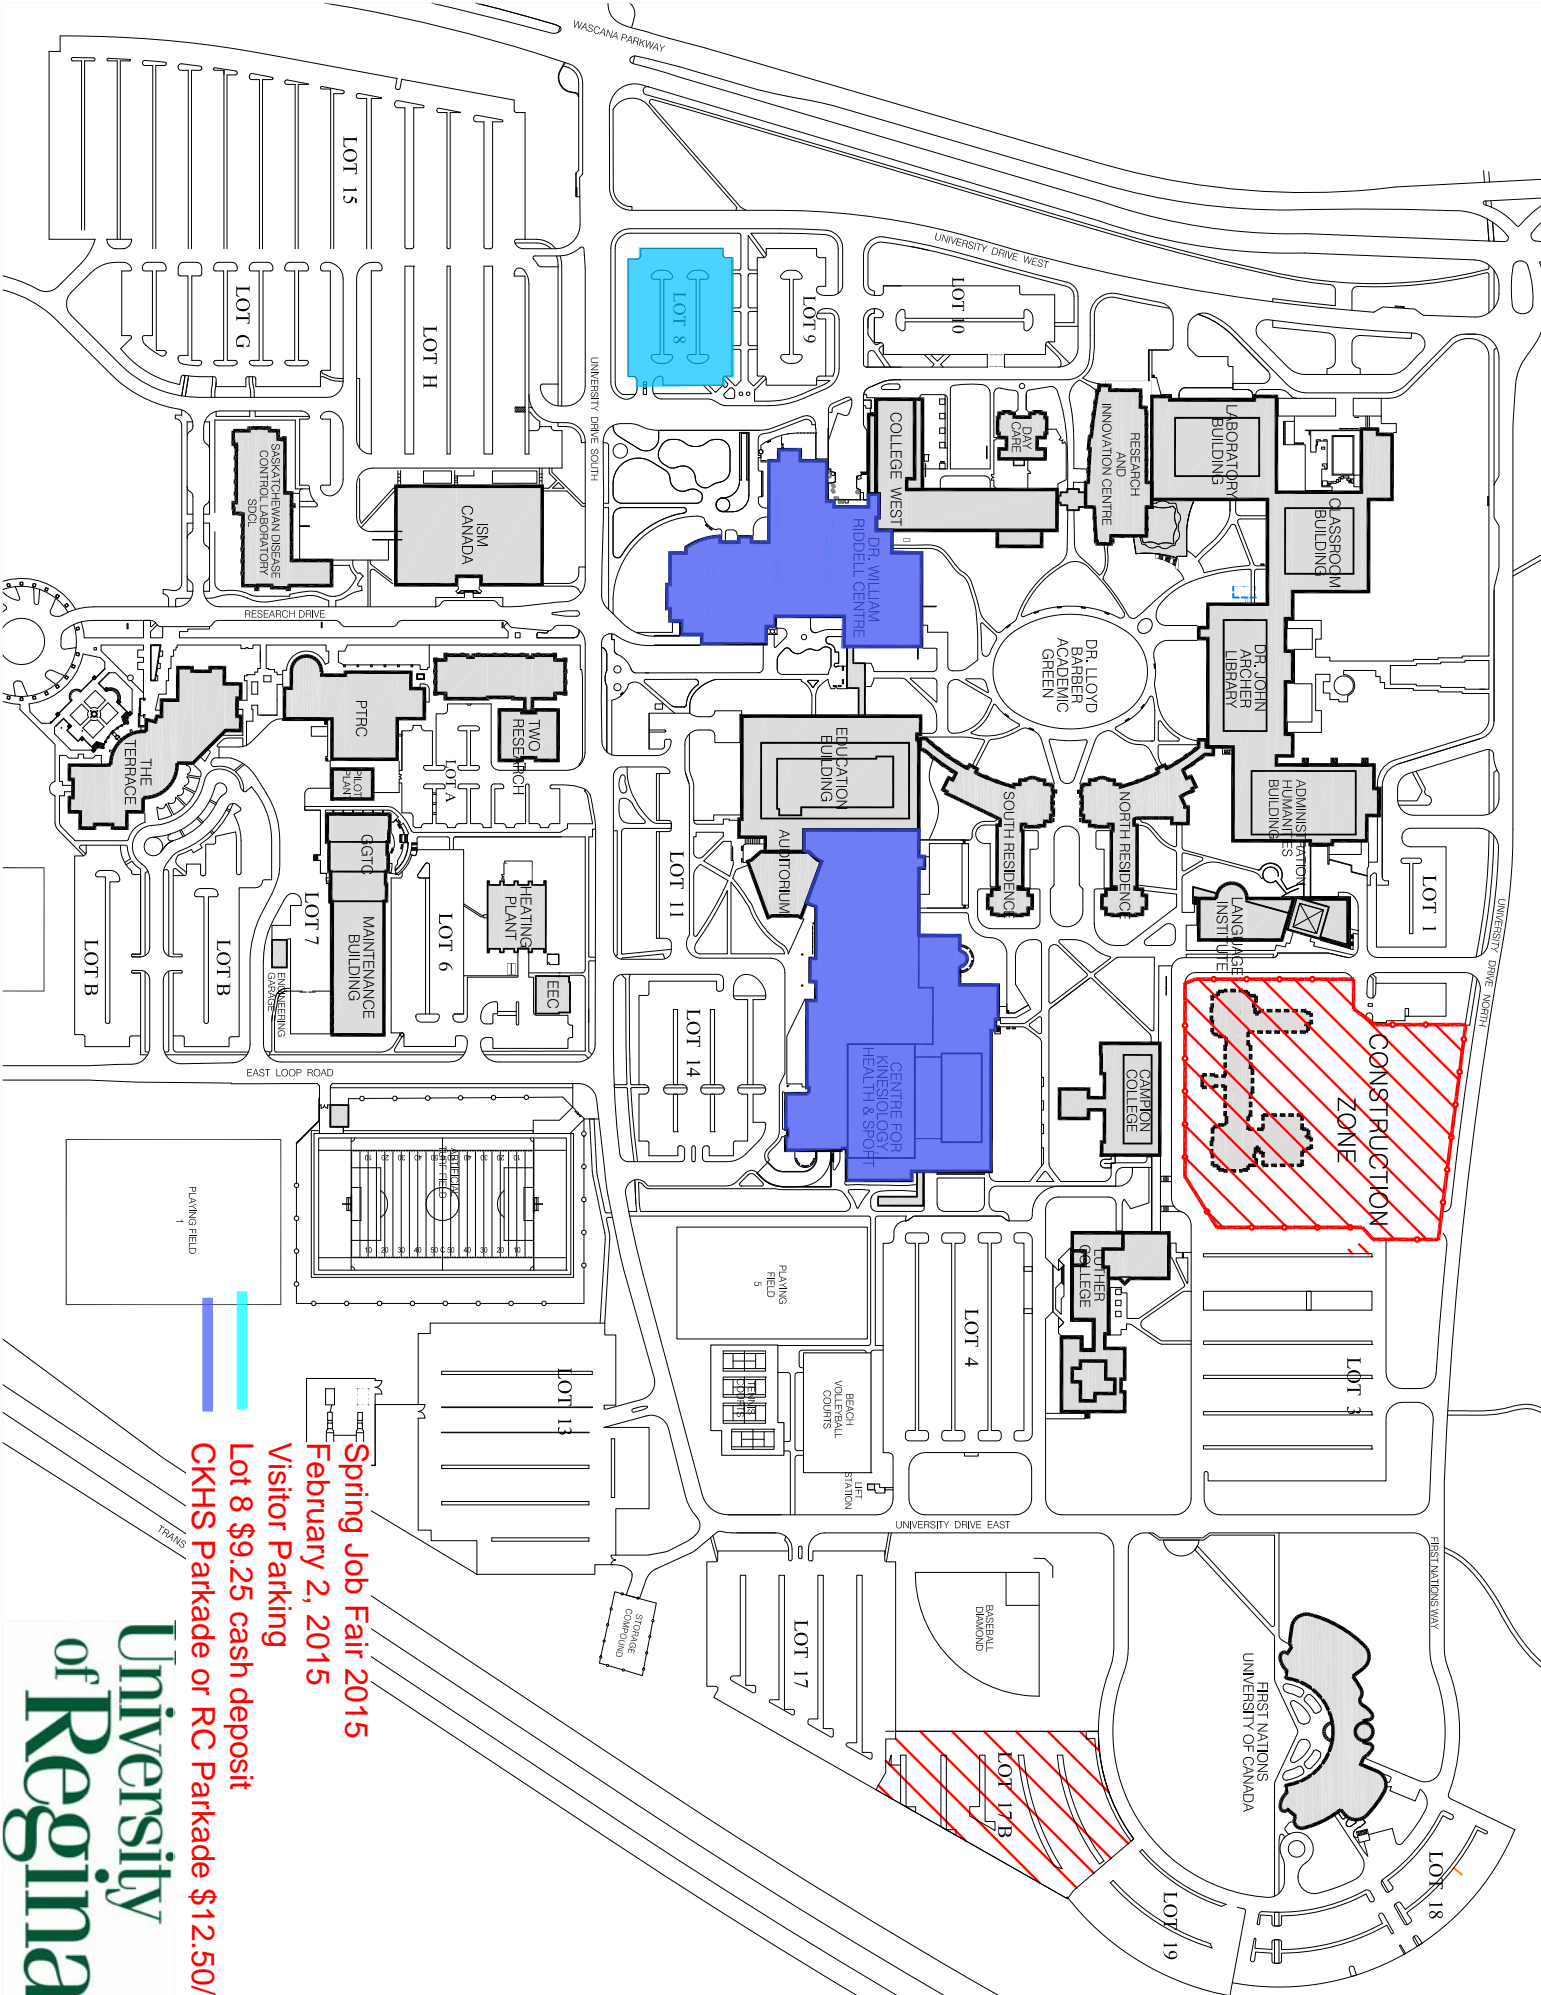 WASCANA PARKWAY
UNIVERSITY DRIVE WEST
LOT 15
LOT G
LOT H
LOT 8
LOT 9
LOT 10
UNIVERSITY DRIVE SOUTH
SASKATCHEWAN DISEASE
CONTROL LABORATORY
SDCL
ISM
CANADA
RESEARCH DRIVE
COLLEGE WEST
DAY
CARE
RESEARCH
AND
INNOVATION CENTRE
LABORATORY
BUILDING
CLASSROOM
BUILDING
DR. WILLIAM
RIDDELL CENTRE
DR. LLOYD
BARBER
ACADEMIC
GREEN
DR. JOHN
ARCHER
LIBRARY
THE
TERRACE
PTRC
PILOT
PLANT
TWO
RESEARCH
LOT A
GGTC
EDUCATION
BUILDING
AUDITORIUM
SOUTH RESIDENCE
NORTH RESIDENCE
ADMINISTRATION
HUMANITIES
BUILDING
LOT 1
UNIVERSITY DRIVE NORTH
LANGUAGE
INSTITUTE
LOT B
LOT B
LOT 7
MAINTENANCE
BUILDING
ENGINEERING
GARAGE
LOT 6
HEATING
PLANT
EEC
LOT 11
LOT 14
EAST LOOP ROAD
CENTRE FOR
KINESIOLOGY,
HEALTH & SPORT
CAMPION
COLLEGE
CONSTRUCTION
ZONE
LUTHER
COLLEGE
ARTIFICIAL
TURF FIELD
PLAYING FIELD
1
PLAYING
FIELD
5
TENNIS
COURTS
BEACH
VOLLEYBALL
COURTS
LIFT
STATION
LOT 4
LOT 3
LOT 13
UNIVERSITY DRIVE EAST
FIRST NATIONS WAY
STORAGE
COMPOUND
LOT 17
BASEBALL
DIAMOND
LOT 17B
FIRST NATIONS
UNIVERSITY OF CANADA
LOT 18
LOT 19
TRANS
Spring Job Fair 2015
February 2, 2015
Visitor Parking
Lot 8 $9.25 cash deposit
CKHS Parkade or RC Parkade $12.50/
University
of Regina